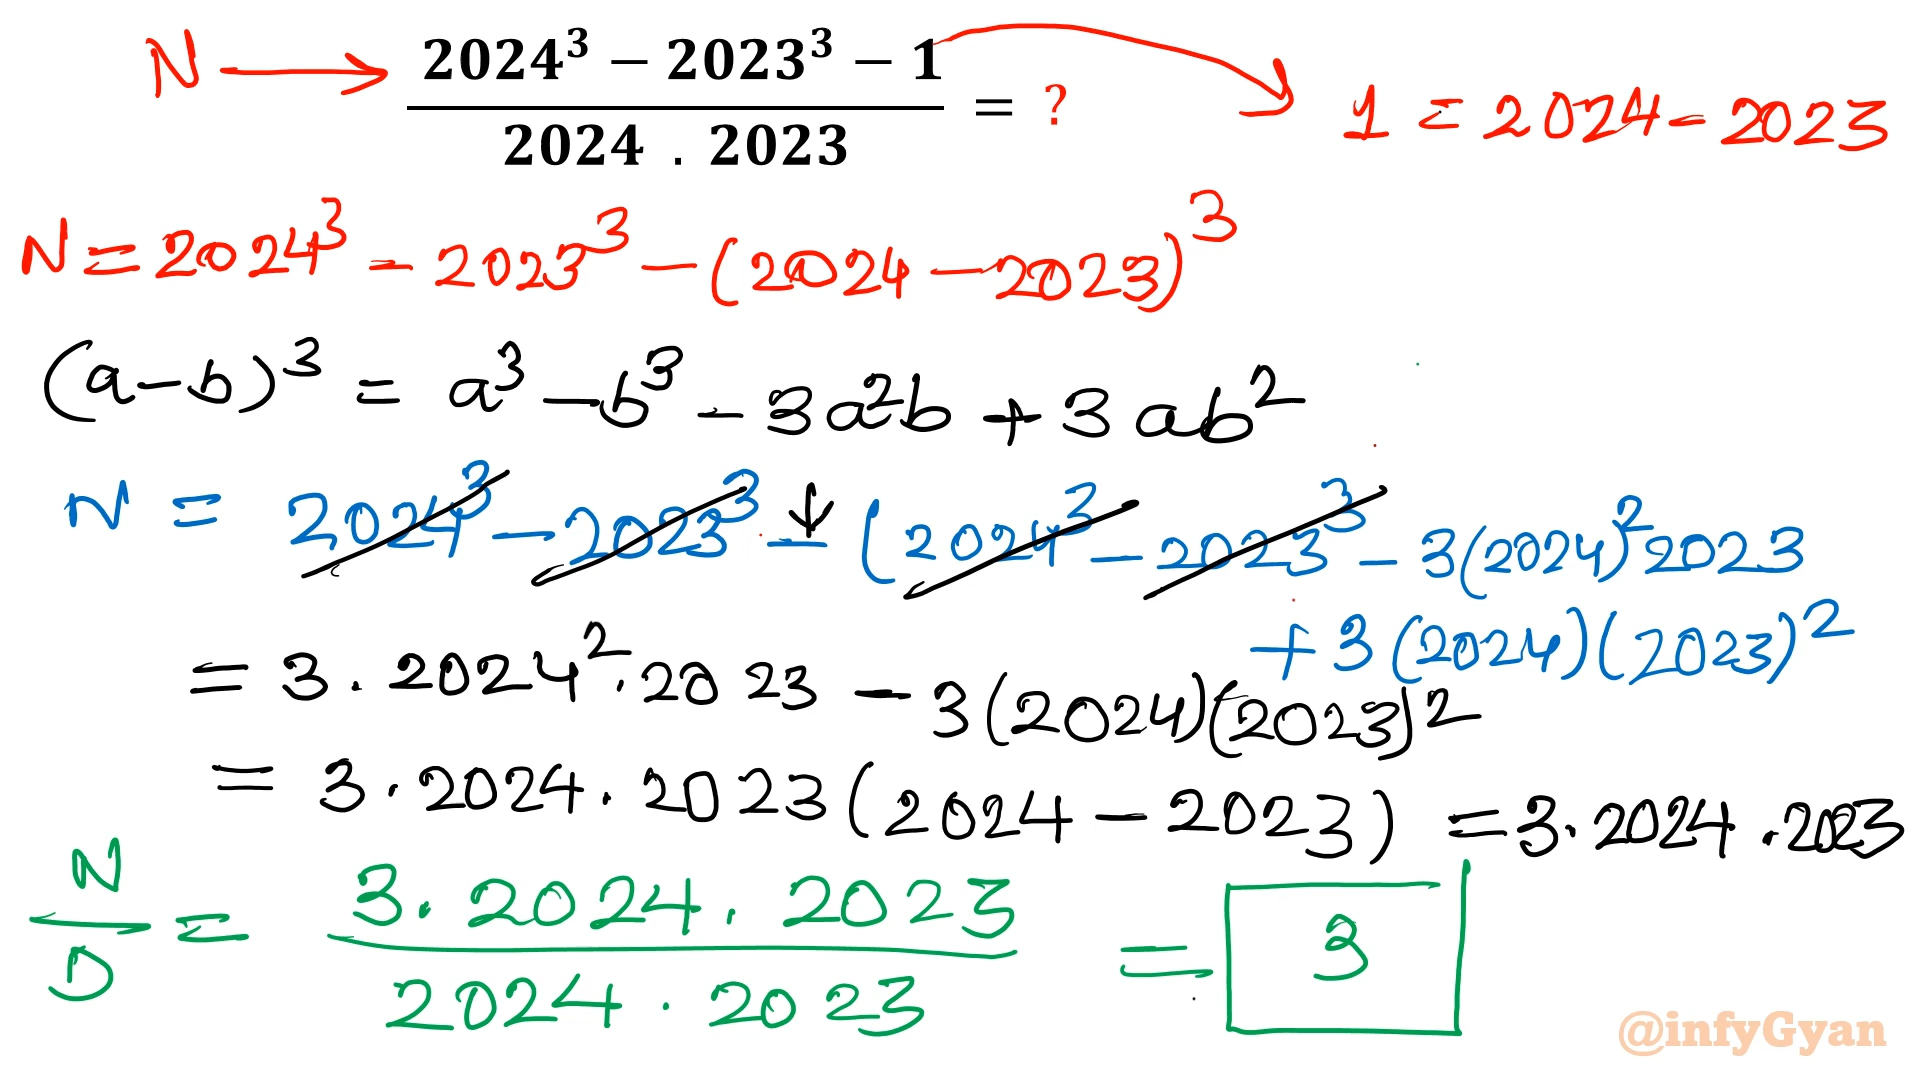 N → 2024³ − 2023³ − 1
2024 . 2023
= ?
1 = 2024 - 2023
N = 2024³ - 2023³ - (2024 - 2023)³
(a - b)³ = a³ - b³ - 3a²b + 3ab²
N = 2024³ - 2023³ - (2024³ - 2023³ - 3(2024)²2023
+ 3(2024)(2023)²
= 3 . 2024² . 2023 - 3(2024)(2023)²
= 3 . 2024 . 2023 (2024 - 2023) = 3 . 2024 . 2023
N/D = 3 . 2024 . 2023 / 2024 . 2023 = 3
@infyGyan